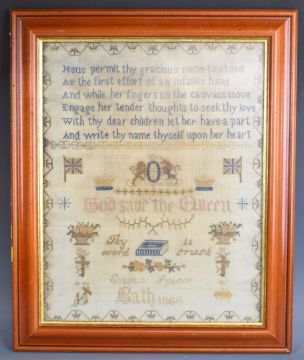 Jesus permit thy gracious name to stand
As the first effort of an infants hand
And while her fingers on the canvass move
Engage her tender thoughts to seek thy love
With thy dear children let her have a part
And write thy name thyself upon her heart
God save the Queen
Thy is
word truth
Emma
Bath 1860